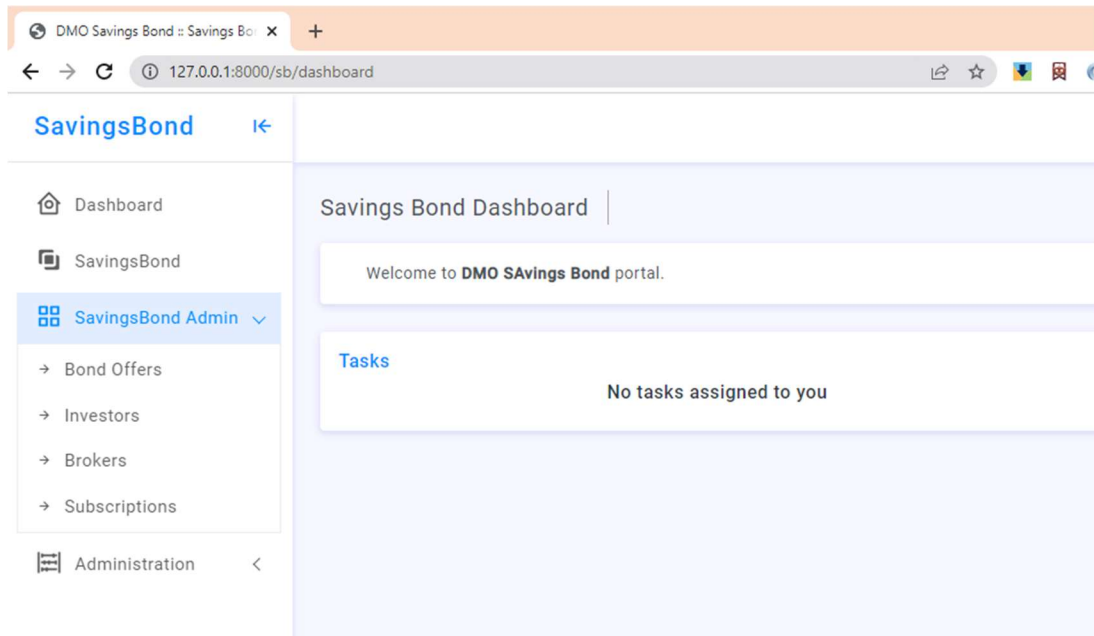 DMO Savings Bond :: Savings Bo
127.0.0.1:8000/sb/dashboard
SavingsBond
Dashboard
SavingsBond
SavingsBond Admin
Bond Offers
Investors
Brokers
Subscriptions
Administration
Savings Bond Dashboard
Welcome to DMO SAvings Bond portal.
Tasks
No tasks assigned to you